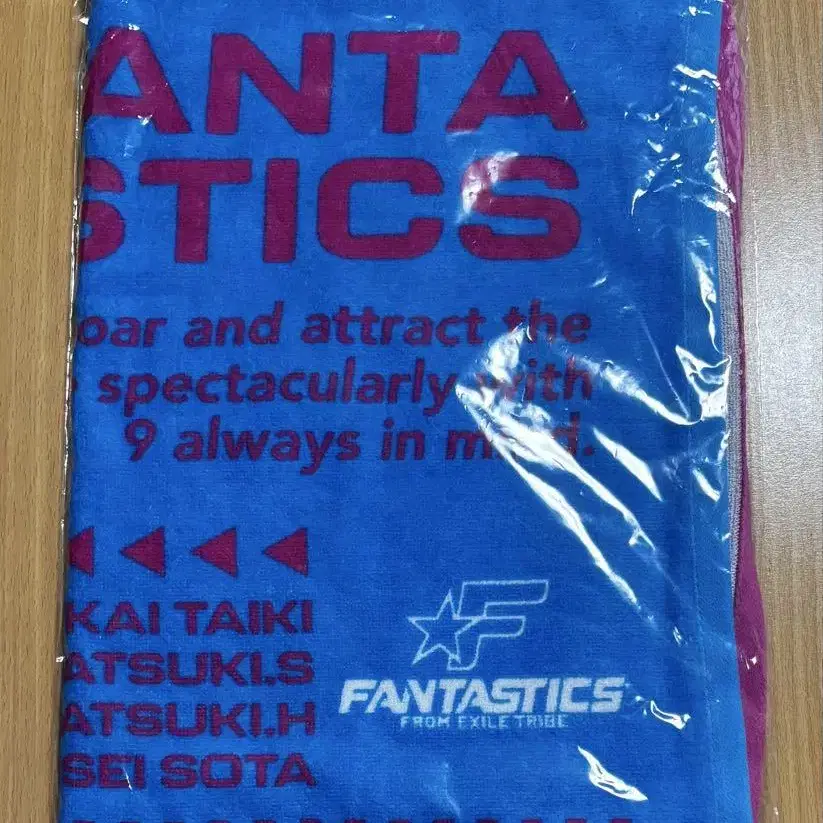 ANTA
STICS
oar and attract the
spectacularly with
9 always in mind.
KAI TAIKI
ATSUKI.S
ATSUKI.H
SEI SOTA
F
FANTASTICS
FROM EXILE TRIBE